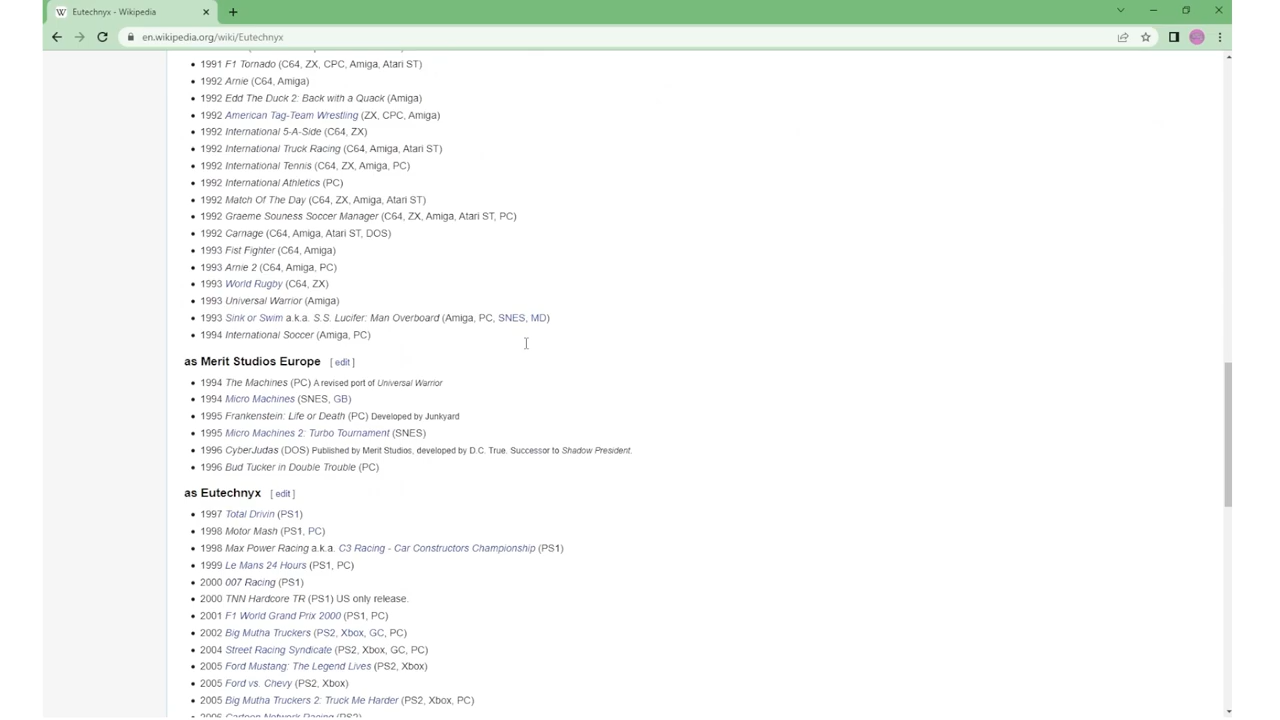 Eutechnyx - Wikipedia
en.wikipedia.org/wiki/Eutechnyx
1991 F1 Tornado (C64, ZX, CPC, Amiga, Atari ST)
1992 Arnie (C64, Amiga)
1992 Edd The Duck 2: Back with a Quack (Amiga)
1992 American Tag-Team Wrestling (ZX, CPC, Amiga)
1992 International 5-A-Side (C64, ZX)
1992 International Truck Racing (C64, Amiga, Atari ST)
1992 International Tennis (C64, ZX, Amiga, PC)
1992 International Athletics (PC)
1992 Match Of The Day (C64, ZX, Amiga, Atari ST)
1992 Graeme Souness Soccer Manager (C64, ZX, Amiga, Atari ST, PC)
1992 Carnage (C64, Amiga, Atari ST, DOS)
1993 Fist Fighter (C64, Amiga)
1993 Arnie 2 (C64, Amiga, PC)
1993 World Rugby (C64, ZX)
1993 Universal Warrior (Amiga)
1993 Sink or Swim a.k.a. S.S. Lucifer: Man Overboard (Amiga, PC, SNES, MD)
1994 International Soccer (Amiga, PC)
as Merit Studios Europe [ edit ]
1994 The Machines (PC) A revised port of Universal Warrior
1994 Micro Machines (SNES, GB)
1995 Frankenstein: Life or Death (PC) Developed by Junkyard
1995 Micro Machines 2: Turbo Tournament (SNES)
1996 CyberJudas (DOS) Published by Merit Studios, developed by D.C. True. Successor to Shadow President.
1996 Bud Tucker in Double Trouble (PC)
as Eutechnyx [ edit ]
1997 Total Drivin (PS1)
1998 Motor Mash (PS1, PC)
1998 Max Power Racing a.k.a. C3 Racing - Car Constructors Championship (PS1)
1999 Le Mans 24 Hours (PS1, PC)
2000 007 Racing (PS1)
2000 TNN Hardcore TR (PS1) US only release.
2001 F1 World Grand Prix 2000 (PS1, PC)
2002 Big Mutha Truckers (PS2, Xbox, GC, PC)
2004 Street Racing Syndicate (PS2, Xbox, GC, PC)
2005 Ford Mustang: The Legend Lives (PS2, Xbox)
2005 Ford vs. Chevy (PS2, Xbox)
2005 Big Mutha Truckers 2: Truck Me Harder (PS2, Xbox, PC)
2006 Cartoon Network Racing (PS2)